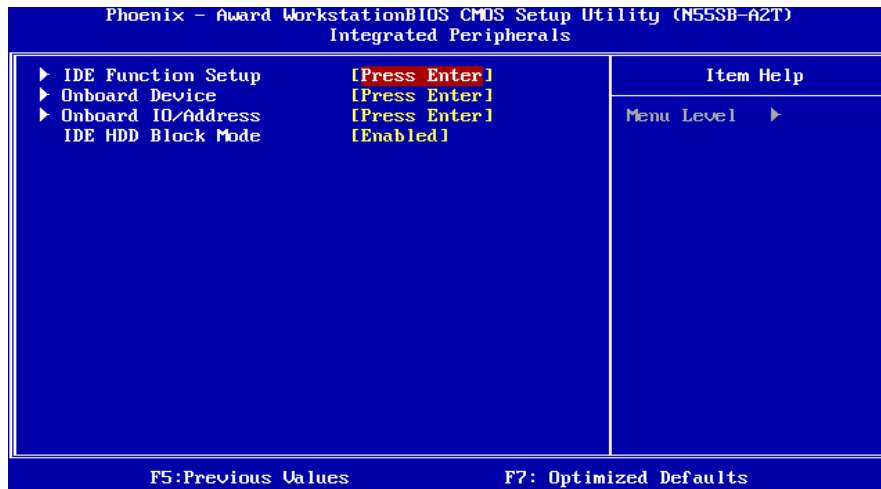 Phoenix - Award WorkstationBIOS CMOS Setup Utility (N55SB-A2T)
Integrated Peripherals
IDE Function Setup [Press Enter]
Onboard Device [Press Enter]
Onboard IO/Address [Press Enter]
IDE HDD Block Mode [Enabled]
Item Help
Menu Level
F5:Previous Values F7: Optimized Defaults